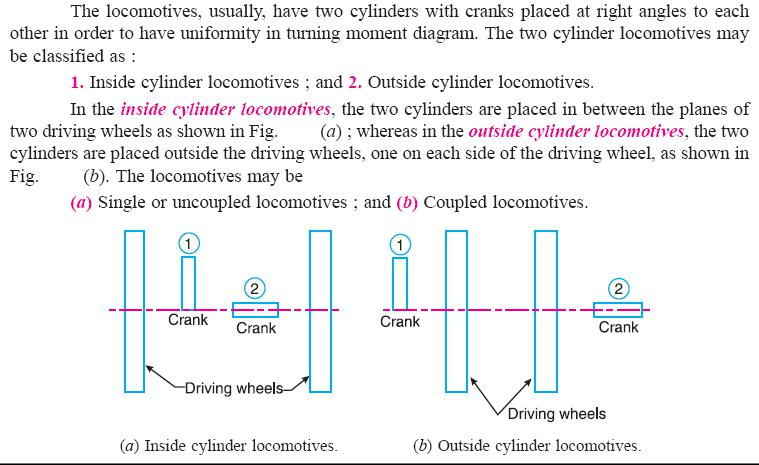 The locomotives, usually, have two cylinders with cranks placed at right angles to each
other in order to have uniformity in turning moment diagram. The two cylinder locomotives may
be classified as :
1. Inside cylinder locomotives ; and 2. Outside cylinder locomotives.
In the inside cylinder locomotives, the two cylinders are placed in between the planes of
two driving wheels as shown in Fig. (a) ; whereas in the outside cylinder locomotives, the two
cylinders are placed outside the driving wheels, one on each side of the driving wheel, as shown in
Fig. (b). The locomotives may be
(a) Single or uncoupled locomotives ; and (b) Coupled locomotives.
1
2
Crank
Crank
Driving wheels
(a) Inside cylinder locomotives.
1
2
Crank
Crank
Driving wheels
(b) Outside cylinder locomotives.